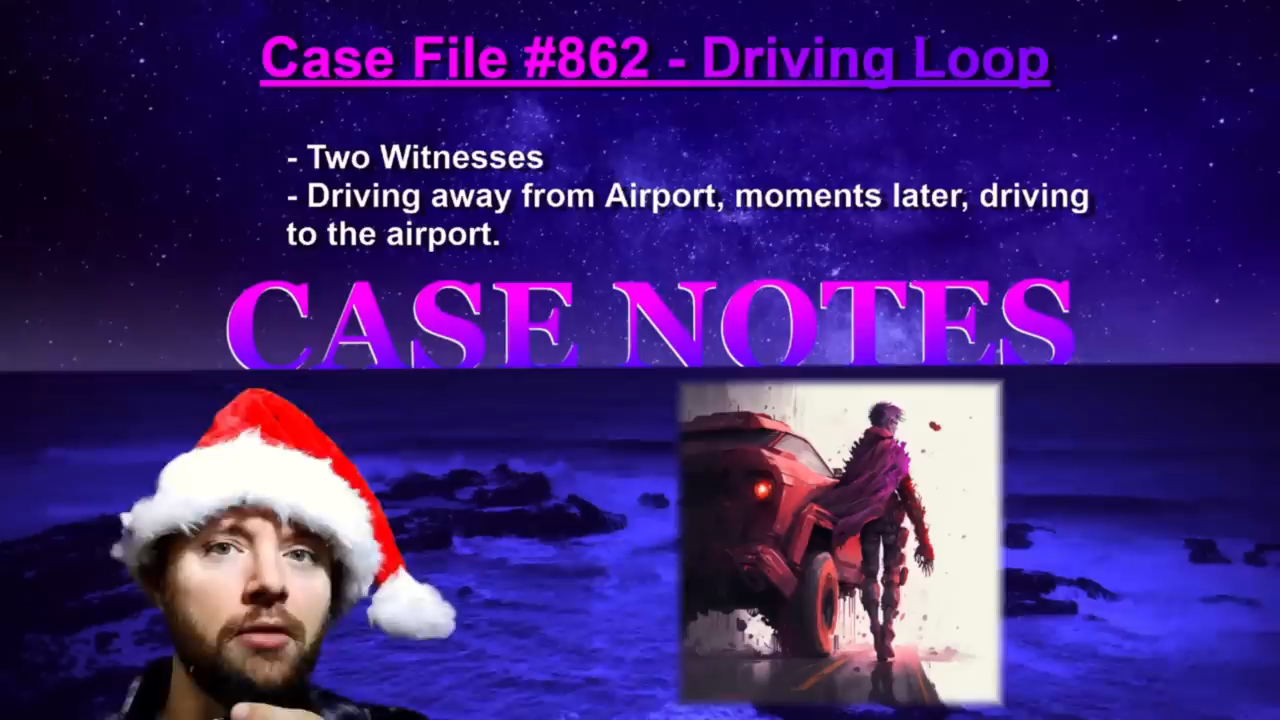 Case File #862 - Driving Loop
- Two Witnesses
- Driving away from Airport, moments later, driving
to the airport.
CASE NOTES